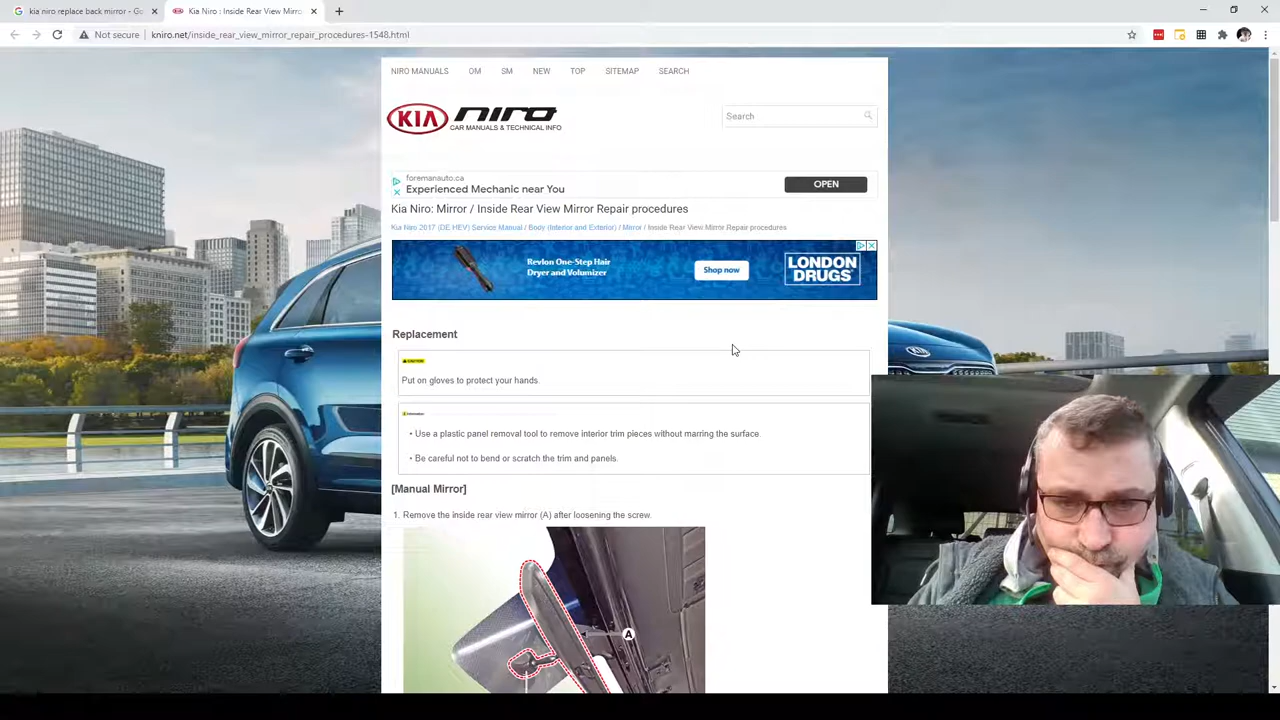 kia niro replace back mirror - Go
Kia Niro : Inside Rear View Mirro
Not secure
kniro.net/inside_rear_view_mirror_repair_procedures-1548.html
NIRO MANUALS
OM
SM
NEW
TOP
SITEMAP
SEARCH
KIA niro
CAR MANUALS & TECHNICAL INFO
Search
foremanauto.ca
Experienced Mechanic near You
OPEN
Kia Niro: Mirror / Inside Rear View Mirror Repair procedures
Kia Niro 2017 (DE HEV) Service Manual / Body (Interior and Exterior) / Mirror / Inside Rear View Mirror Repair procedures
Revlon One-Step Hair
Dryer and Volumizer
Shop now
LONDON
DRUGS
Replacement
CAUTION
Put on gloves to protect your hands.
Information
• Use a plastic panel removal tool to remove interior trim pieces without marring the surface.
• Be careful not to bend or scratch the trim and panels.
[Manual Mirror]
1. Remove the inside rear view mirror (A) after loosening the screw.
A